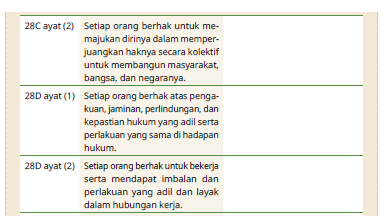 28C ayat (2) Setiap orang berhak untuk me-
majukan dirinya dalam memper-
juangkan haknya secara kolektif
untuk membangun masyarakat,
bangsa, dan negaranya.
28D ayat (1) Setiap orang berhak atas penga-
kuan, jaminan, perlindungan, dan
kepastian hukum yang adil serta
perlakuan yang sama di hadapan
hukum.
28D ayat (2) Setiap orang berhak untuk bekerja
serta mendapat imbalan dan
perlakuan yang adil dan layak
dalam hubungan kerja.